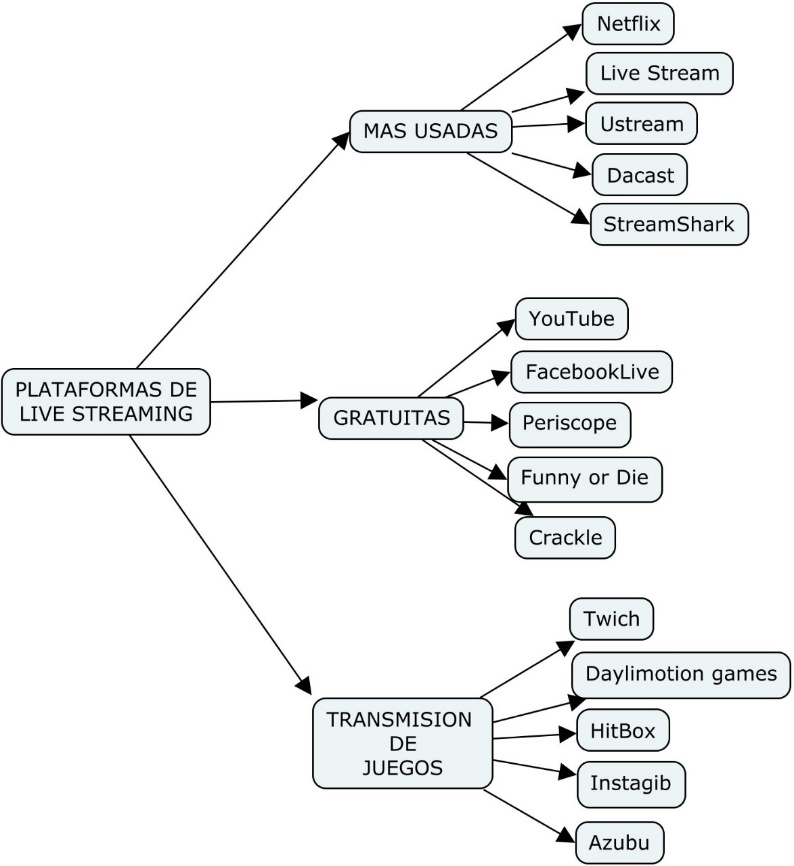 PLATAFORMAS DE
LIVE STREAMING
MAS USADAS
Netflix
Live Stream
Ustream
Dacast
StreamShark
GRATUITAS
YouTube
FacebookLive
Periscope
Funny or Die
Crackle
TRANSMISION
DE
JUEGOS
Twich
Daylimotion games
HitBox
Instagib
Azubu